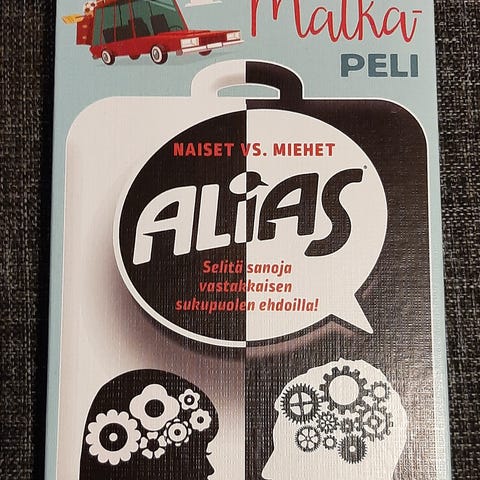 Matka-
PELI
NAISET VS. MIEHET
ALIAS
Selitä sanoja
vastakkaisen
sukupuolen ehdoilla!